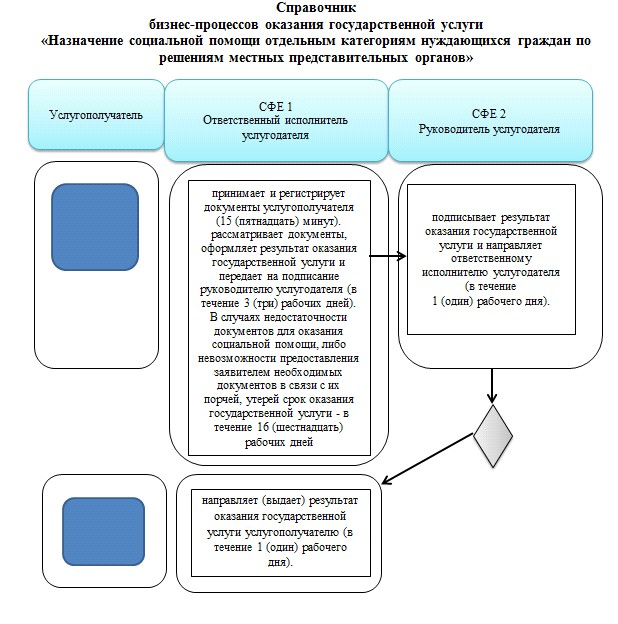 Справочник
бизнес-процессов оказания государственной услуги
«Назначение социальной помощи отдельным категориям нуждающихся граждан по
решениям местных представительных органов»
Услугополучатель
СФЕ 1
Ответственный исполнитель
услугодателя
СФЕ 2
Руководитель услугодателя
принимает и регистрирует
документы услугополучателя
(15 (пятнадцать) минут).
рассматривает документы,
оформляет результат оказания
государственной услуги и
передает на подписание
руководителю услугодателя (в
течение 3 (три) рабочих дней).
В случаях недостаточности
документов для оказания
социальной помощи, либо
невозможности предоставления
заявителем необходимых
документов в связи с их
порчей, утерей срок оказания
государственной услуги - в
течение 16 (шестнадцать)
рабочих дней
подписывает результат
оказания государственной
услуги и направляет
ответственному
исполнителю услугодателя
(в течение
1 (один) рабочего дня).
направляет (выдает) результат
оказания государственной
услуги услугополучателю (в
течение 1 (один) рабочего
дня).